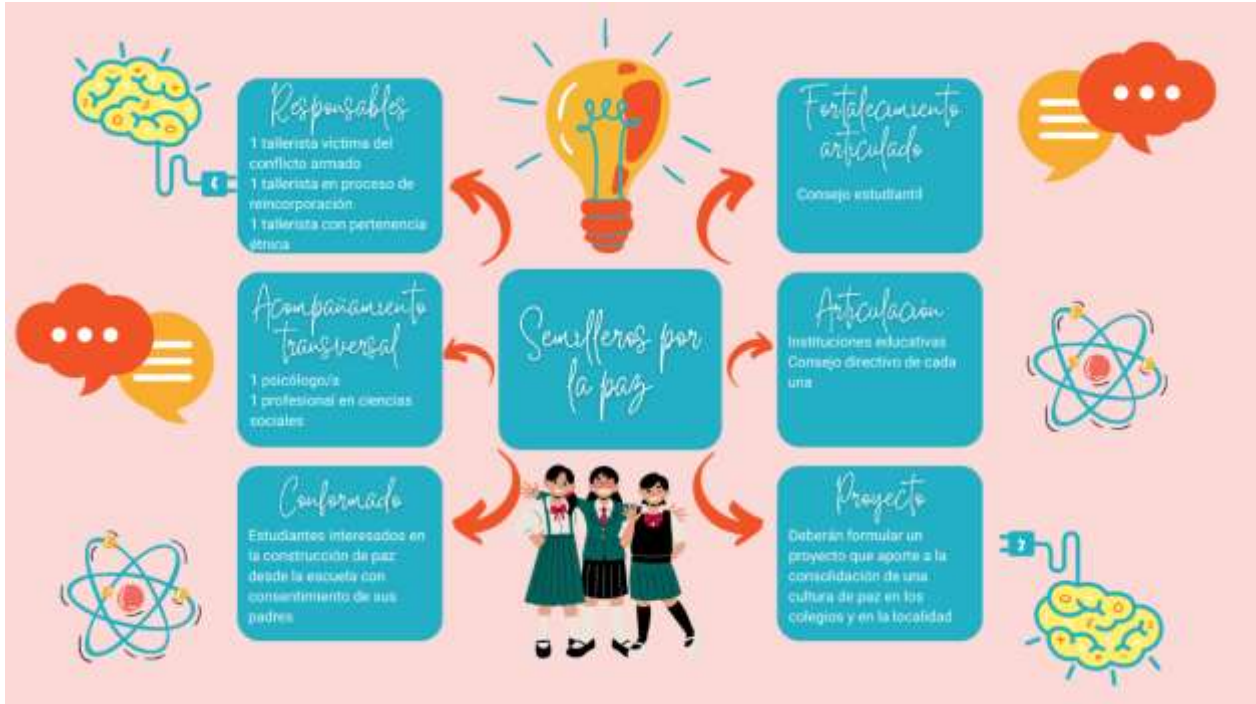 Responsables
1 tallerista víctima del
conflicto armado
1 tallerista en proceso de
reincorporación
1 tallerista con pertenencia
étnica
Acompañamiento
transversal
1 psicólogo/a
1 profesional en ciencias
sociales
Conformado
Estudiantes interesados en
la construcción de paz
desde la escuela con
consentimiento de sus
padres
Semilleros por
la paz
Fortalecimiento
articulado
Consejo estudiantil
Articulación
Instituciones educativas
Consejo directivo de cada
una
Proyecto
Deberán formular un
proyecto que aporte a la
consolidación de una
cultura de paz en los
colegios y en la localidad